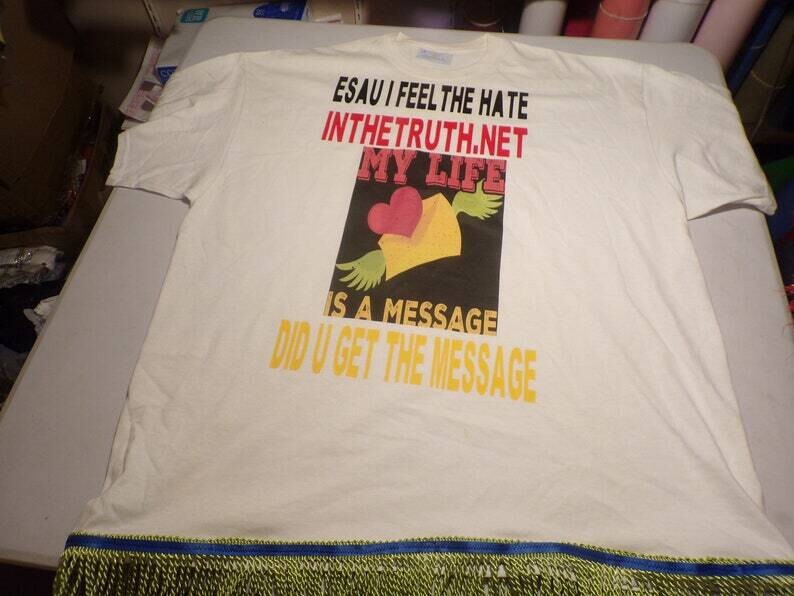 ESAU I FEEL THE HATE
INTHETRUTH.NET
MY LIFE
IS A MESSAGE
DID U GET THE MESSAGE